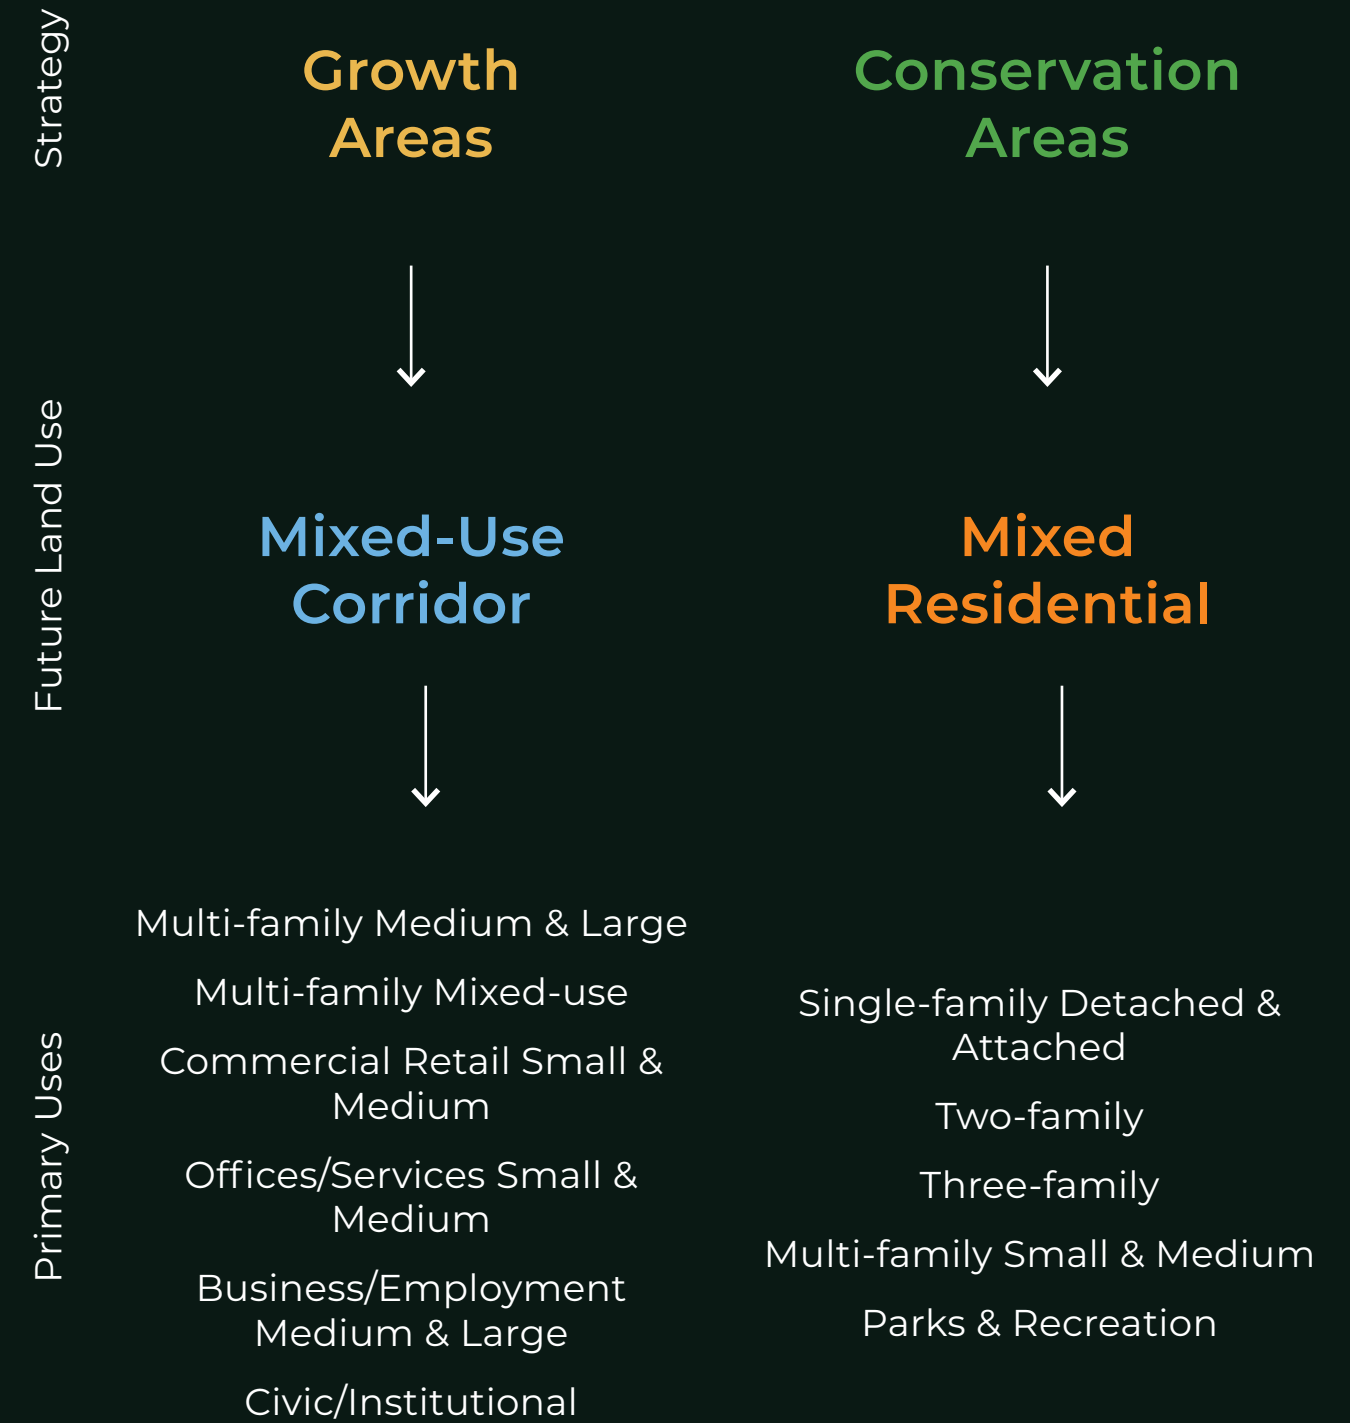 Strategy
Growth
Areas
Conservation
Areas
Future Land Use
Mixed-Use
Corridor
Mixed
Residential
Primary Uses
Multi-family Medium & Large
Multi-family Mixed-use
Commercial Retail Small &
Medium
Offices/Services Small &
Medium
Business/Employment
Medium & Large
Civic/Institutional
Single-family Detached &
Attached
Two-family
Three-family
Multi-family Small & Medium
Parks & Recreation